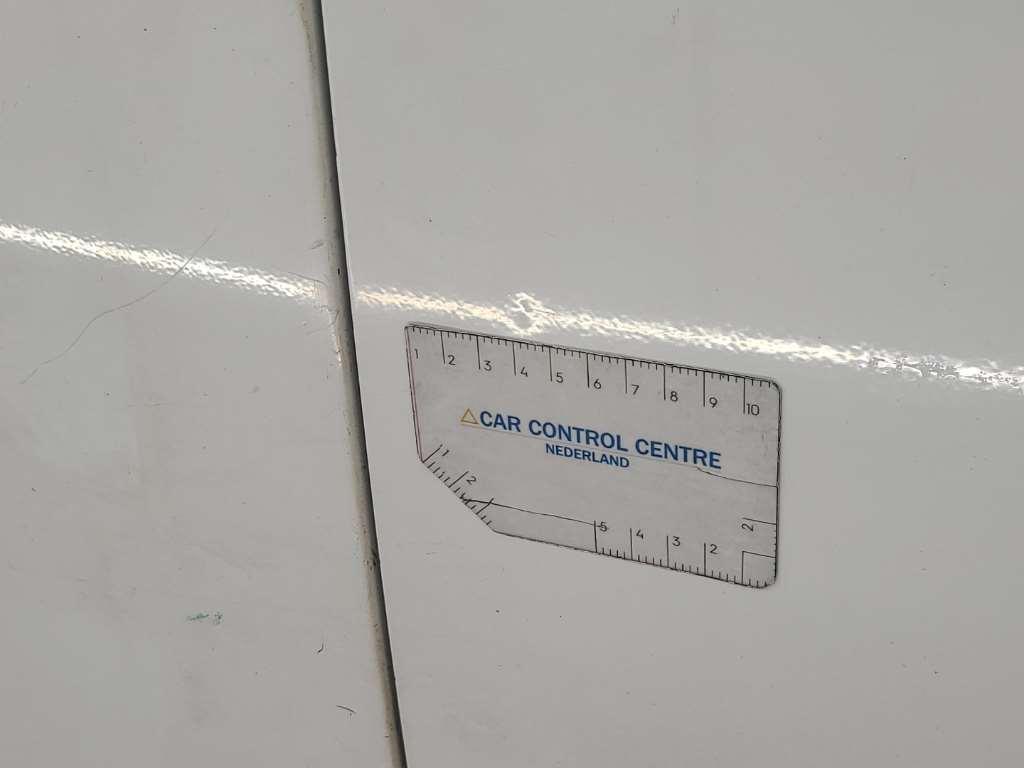 1 2 3 4 5 6 7 8 9 10
CAR CONTROL CENTRE
NEDERLAND
1 2
5 4 3 2
2